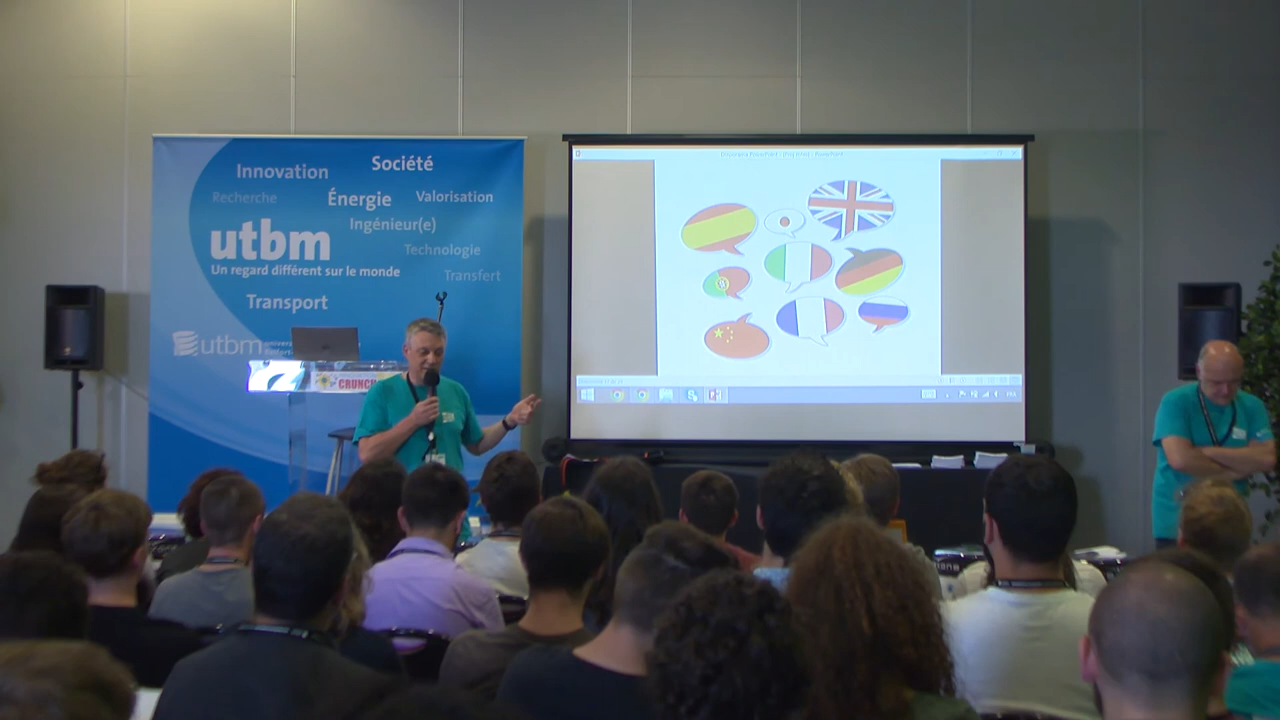 Innovation
Société
Recherche
Énergie
Valorisation
Ingénieur(e)
utbm
Technologie
Un regard différent sur le monde
Transfert
Transport
utbm
CRUNCH